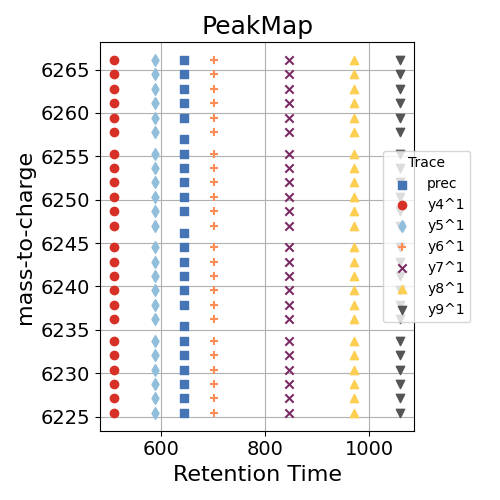 PeakMap
mass-to-charge
6265
6260
6255
6250
6245
6240
6235
6230
6225
Trace
prec
y4^1
y5^1
y6^1
y7^1
y8^1
y9^1
600 800 1000
Retention Time